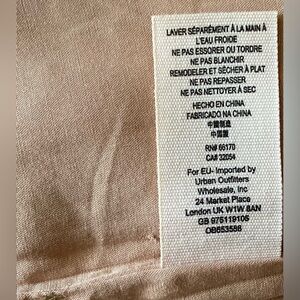 LAVER SÉPARÉMENT À LA MAIN À
L'EAU FROIDE
NE PAS ESSORER OU TORDRE
NE PAS BLANCHIR
REMODELER ET SÉCHER À PLAT
NE PAS REPASSER
NE PAS NETTOYER À SEC
HECHO EN CHINA
FABRICADO NA CHINA
中國製造
中国製
RN# 66170
CA# 32054
For EU- Imported by
Urban Outfitters
Wholesale, Inc
24 Market Place
London UK W1W 8AN
GB 975119105
OB653586